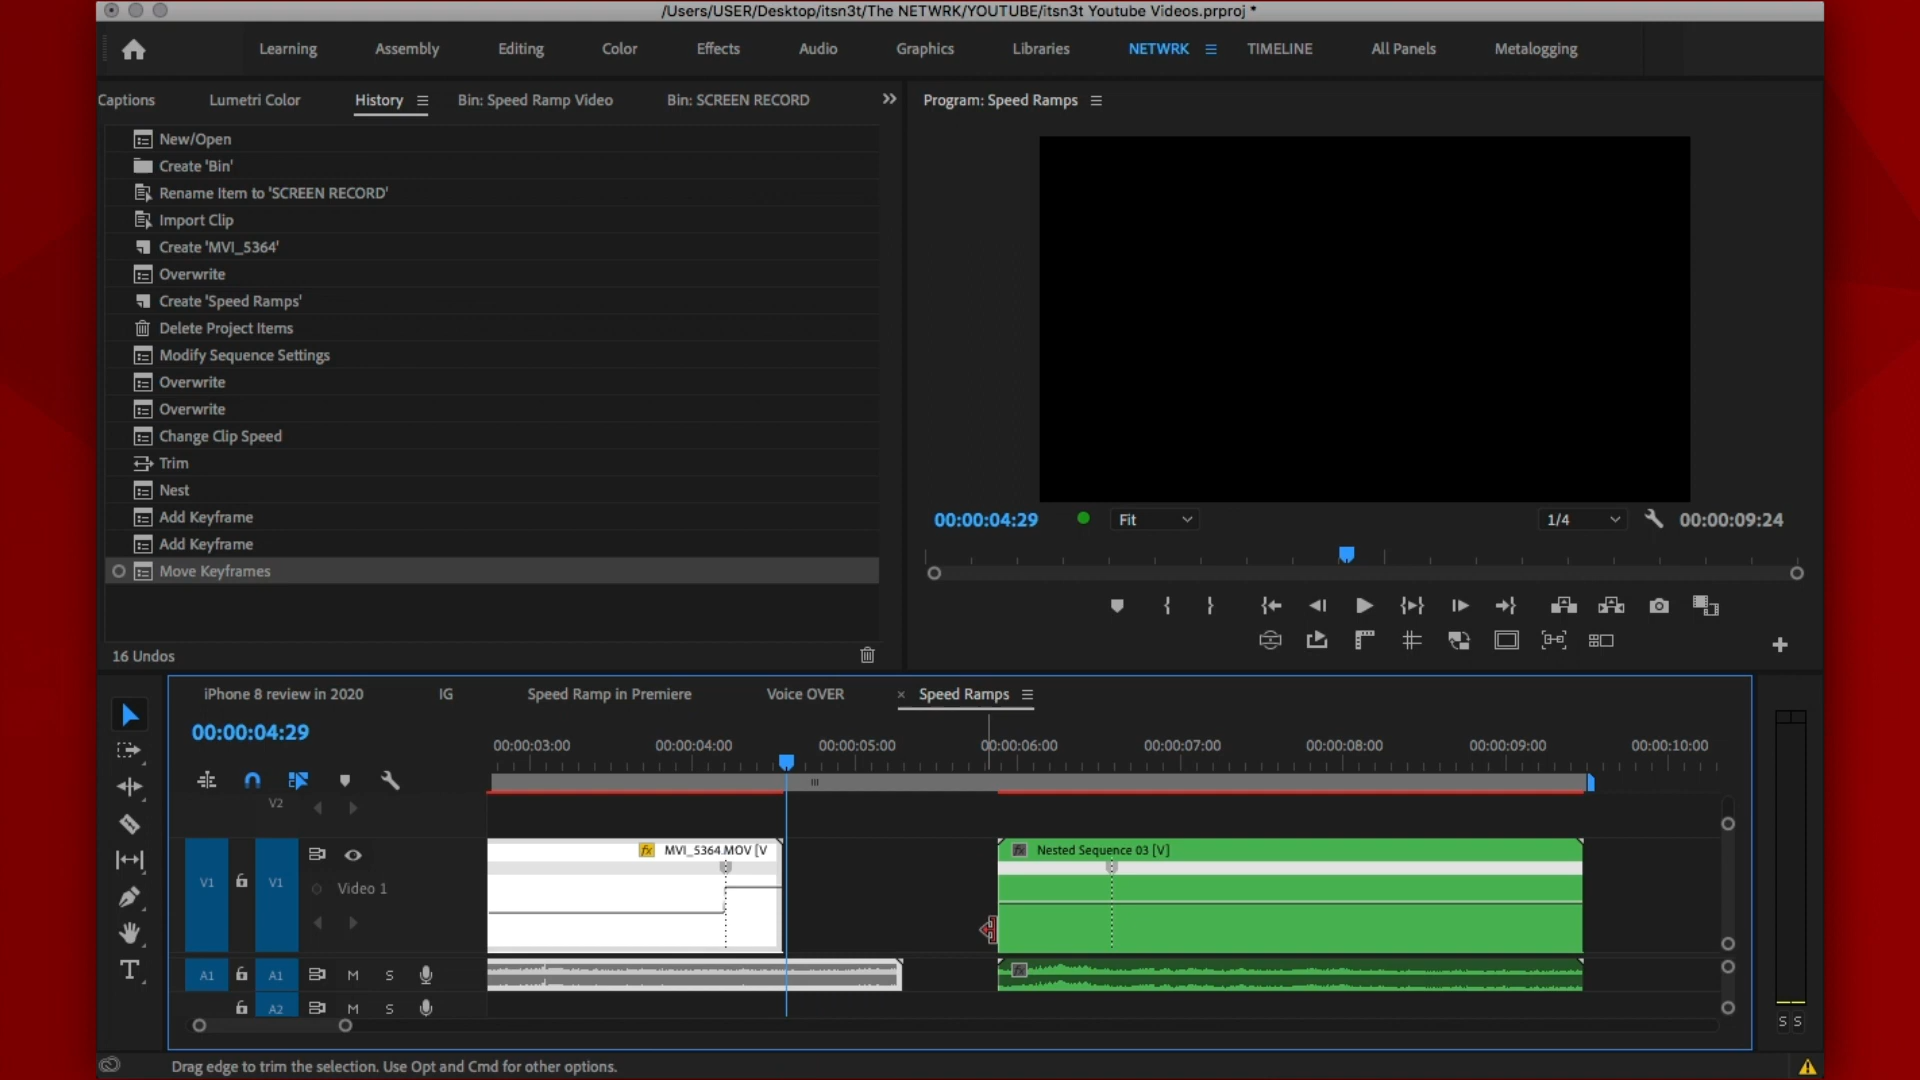 /Users/USER/Desktop/itsn3t/The NETWRK/YOUTUBE/itsn3t Youtube Videos.prproj *
Learning Assembly Editing Color Effects Audio Graphics Libraries NETWRK TIMELINE All Panels Metalogging
Captions Lumetri Color History Bin: Speed Ramp Video Bin: SCREEN RECORD
Program: Speed Ramps
New/Open
Create 'Bin'
Rename Item to 'SCREEN RECORD'
Import Clip
Create 'MVI_5364'
Overwrite
Create 'Speed Ramps'
Delete Project Items
Modify Sequence Settings
Overwrite
Overwrite
Change Clip Speed
Trim
Nest
Add Keyframe
Add Keyframe
Move Keyframes
16 Undos
00:00:04:29 Fit 1/4 00:00:09:24
iPhone 8 review in 2020 IG Speed Ramp in Premiere Voice OVER × Speed Ramps
00:00:04:29
00:00:03:00 00:00:04:00 00:00:05:00 00:00:06:00 00:00:07:00 00:00:08:00 00:00:09:00 00:00:10:00
V2
fx MVI_5364.MOV [V
fx Nested Sequence 03 [V]
V1 V1 Video 1
A1 A1 M S fx
A2 M S
S S
Drag edge to trim the selection. Use Opt and Cmd for other options.